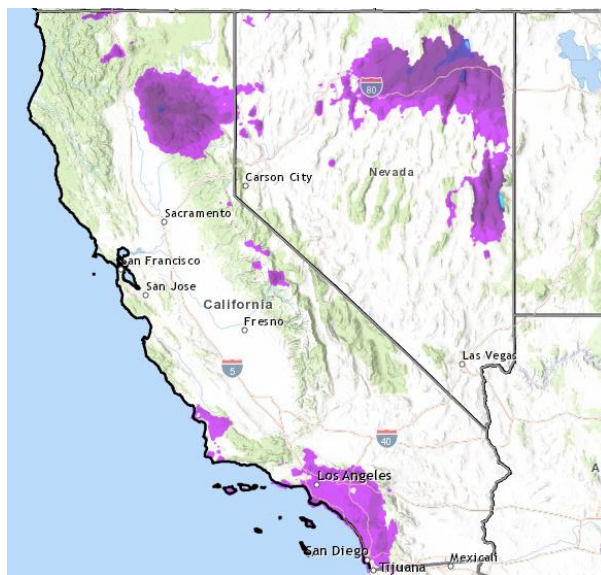 80
Nevada
Carson City
Sacramento
San Francisco
San Jose
California
Fresno
Las Vegas
5
40
Los Angeles
San Diego
Mexicali
Tijuana